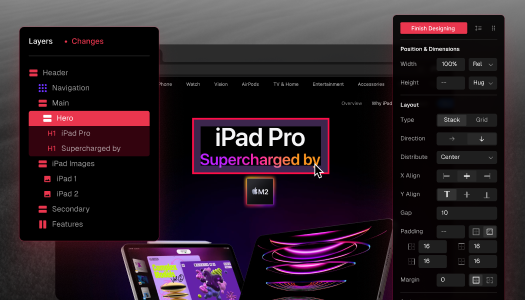 Layers
Changes
Header
Navigation
Main
Hero
H1 iPad Pro
H1 Supercharged by
iPad Images
iPad 1
iPad 2
Secondary
Features
Phone Watch Vision AirPods TV & Home Entertainment Accessories
Overview Why iPad
iPad Pro
Supercharged by
M2
Finish Designing
Position & Dimensions
Width 100% Rel
Height Hug
Layout
Type Stack Grid
Direction
Distribute Center
X Align
Y Align
Gap 10
Padding
16 16
16 16
Margin 0